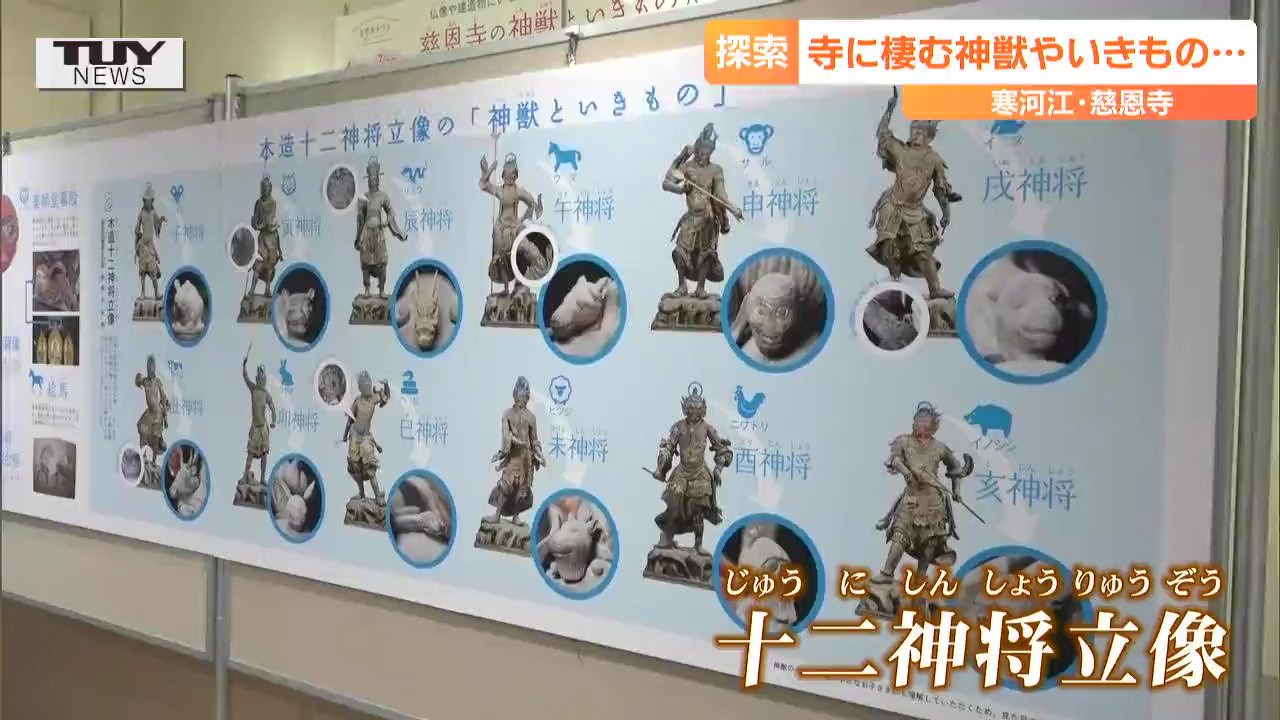 TUY
NEWS
探索
寺に棲む神獣やいきもの…
寒河江・慈恩寺
慈恩寺の神獣といきもの
木造十二神将立像の「神獣といきもの」
サル
申神将
戌神将
午神将
辰神将
寅神将
子神将
木造十二神将立像
絵馬
丑神将
卯神将
巳神将
ヒツジ
未神将
ニワトリ
酉神将
イノシシ
亥神将
じゅう に しん しょう りゅう ぞう
十二神将立像